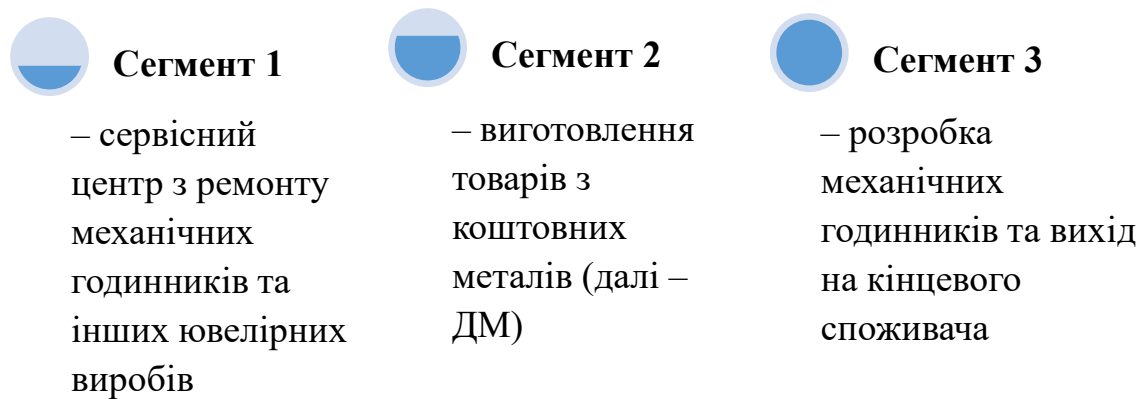 Сегмент 1
– сервісний
центр з ремонту
механічних
годинників та
інших ювелірних
виробів
Сегмент 2
– виготовлення
товарів з
коштовних
металів (далі –
ДМ)
Сегмент 3
– розробка
механічних
годинників та вихід
на кінцевого
споживача